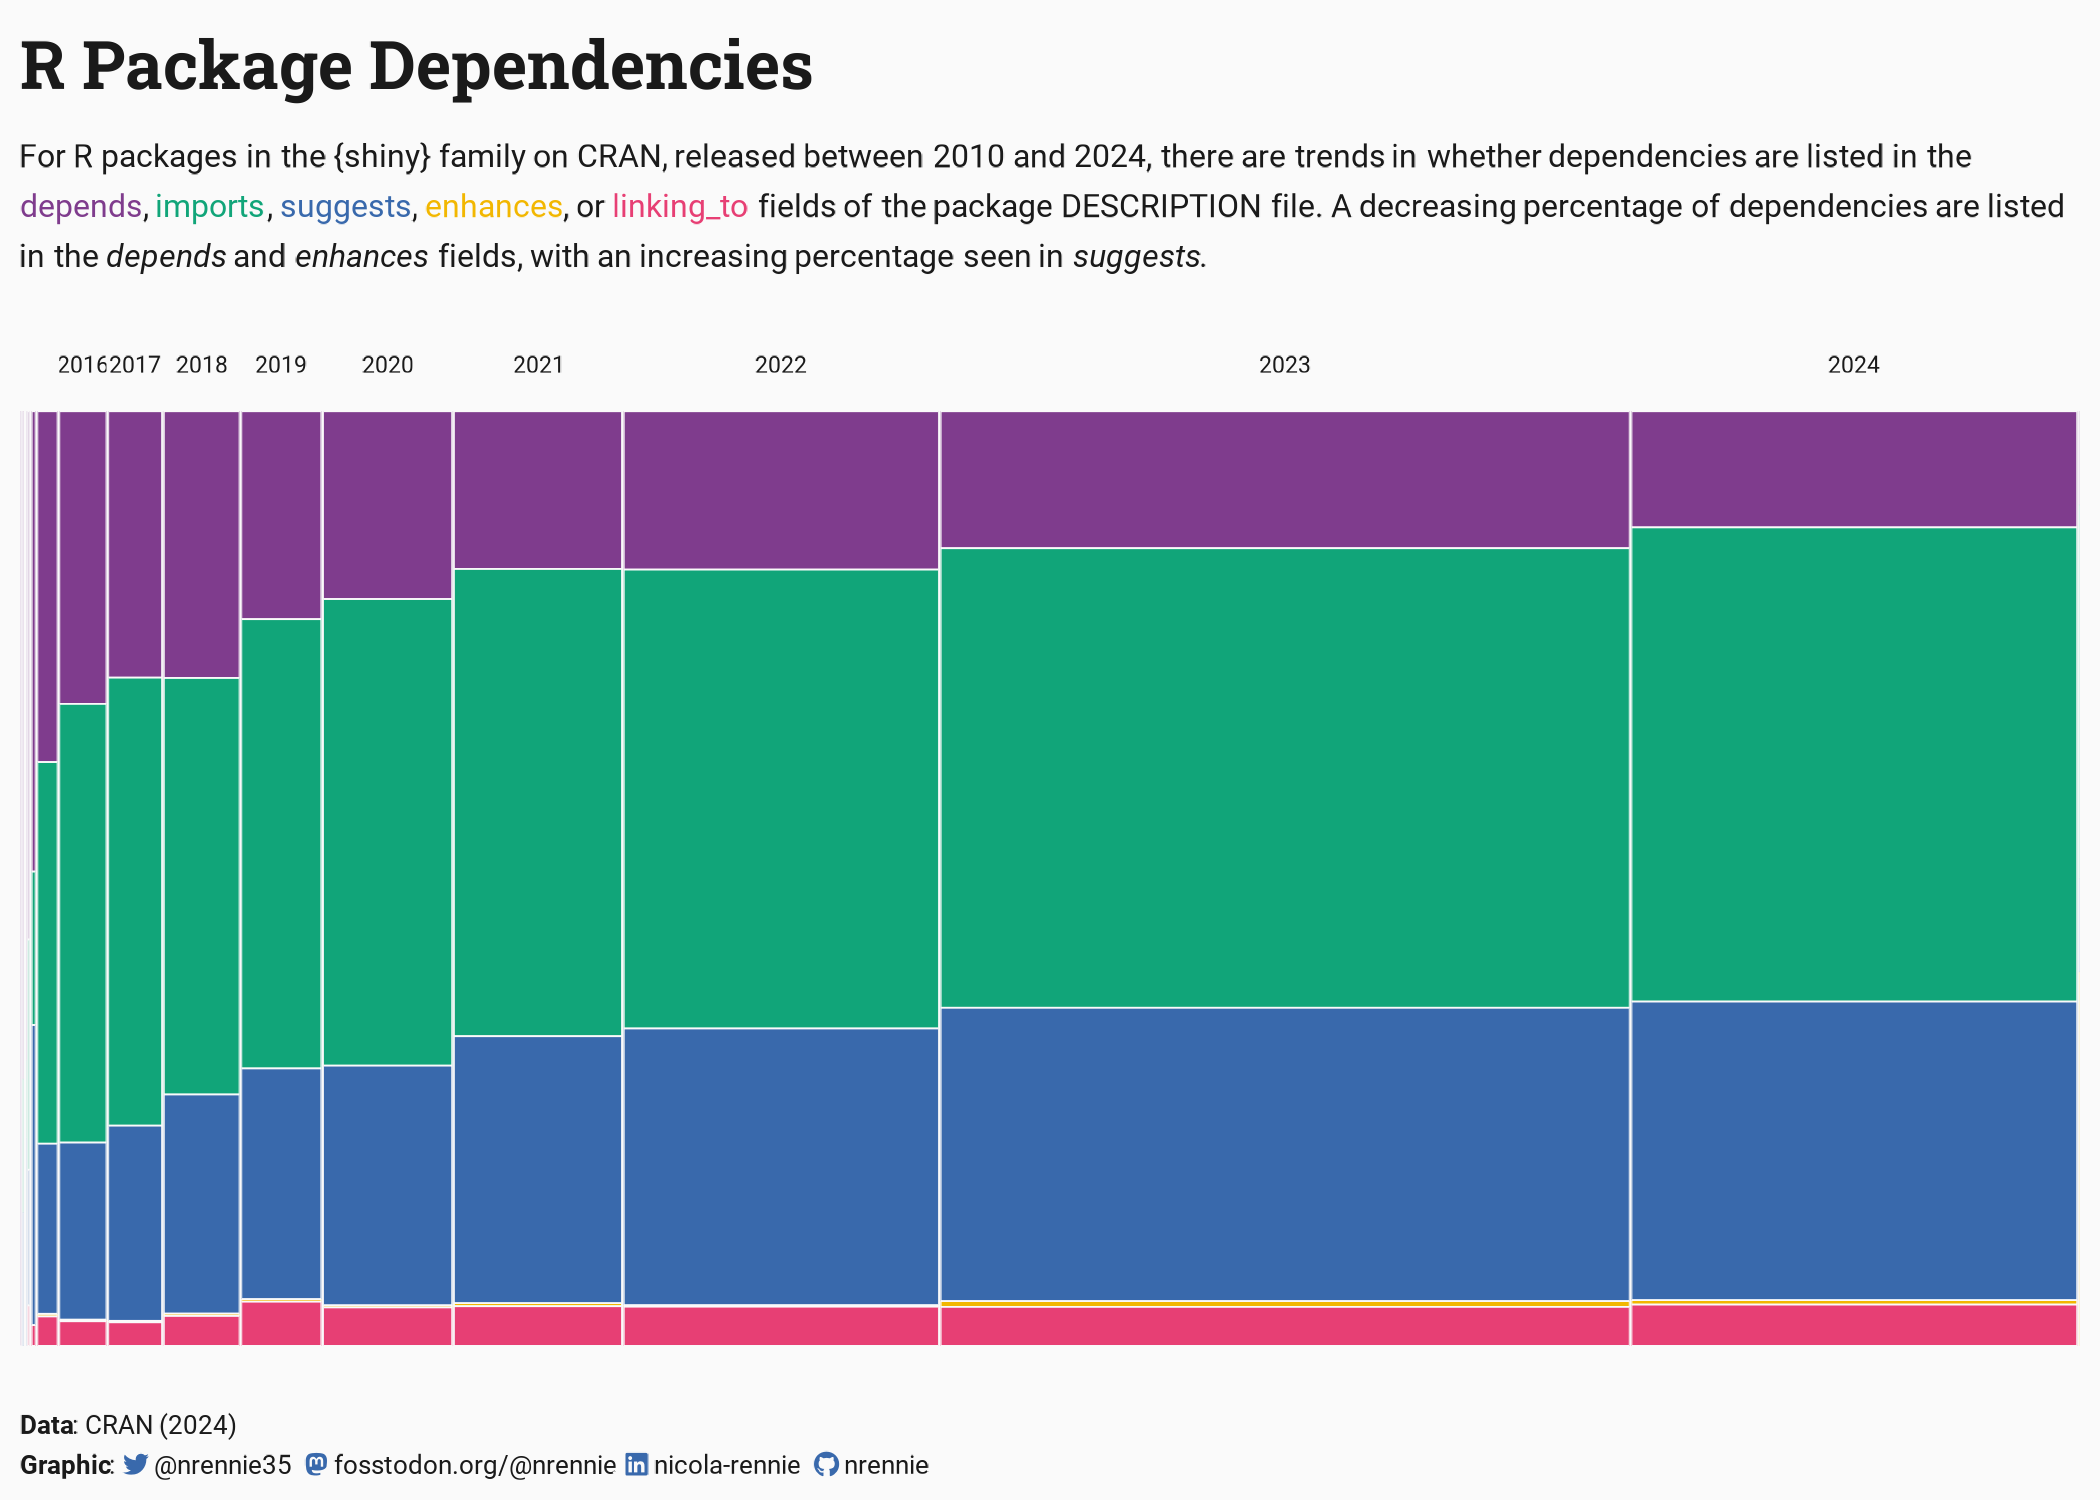 R Package Dependencies
For R packages in the {shiny} family on CRAN, released between 2010 and 2024, there are trends in whether dependencies are listed in the
depends, imports, suggests, enhances, or linking_to fields of the package DESCRIPTION file. A decreasing percentage of dependencies are listed
in the depends and enhances fields, with an increasing percentage seen in suggests.
2016 2017 2018 2019 2020 2021 2022 2023 2024
Data: CRAN (2024)
Graphic: @nrennie35 fosstodon.org/@nrennie nicola-rennie nrennie